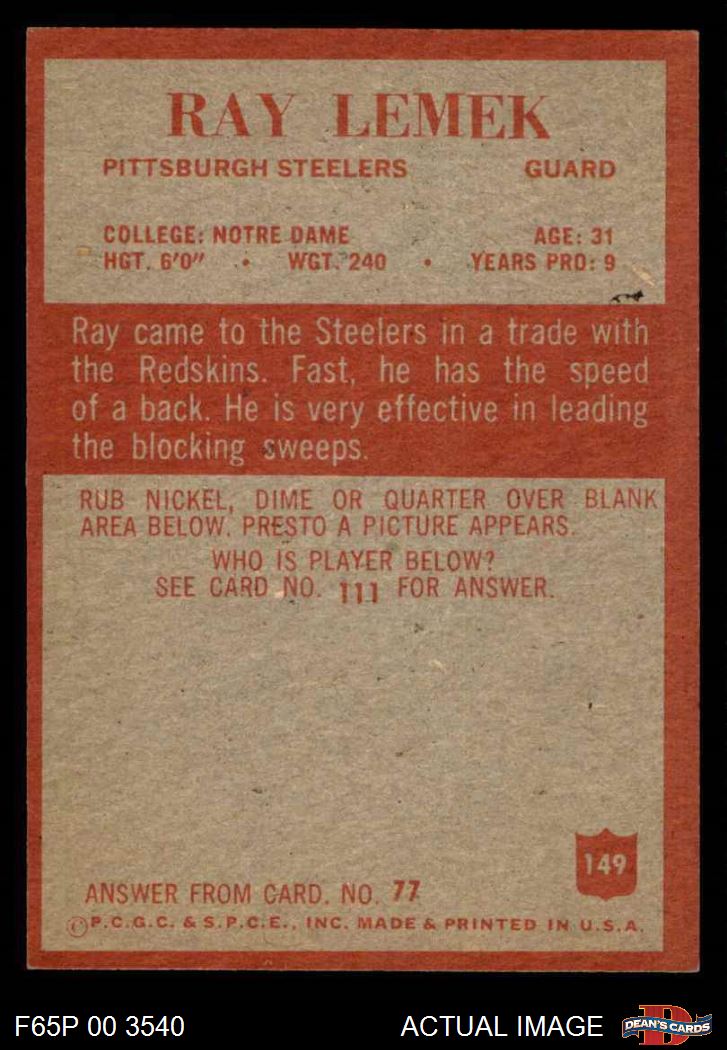 RAY LEMEK
PITTSBURGH STEELERS GUARD
COLLEGE: NOTRE DAME AGE: 31
HGT. 6'0" • WGT. 240 • YEARS PRO: 9
Ray came to the Steelers in a trade with
the Redskins. Fast, he has the speed
of a back. He is very effective in leading
the blocking sweeps.
RUB NICKEL, DIME OR QUARTER OVER BLANK
AREA BELOW. PRESTO A PICTURE APPEARS.
WHO IS PLAYER BELOW?
SEE CARD NO. 111 FOR ANSWER.
149
ANSWER FROM CARD. NO. 77
©P.C.G.C. & S.P.C.E., INC. MADE & PRINTED IN U.S.A.
F65P 00 3540 ACTUAL IMAGE D DEAN'S CARDS